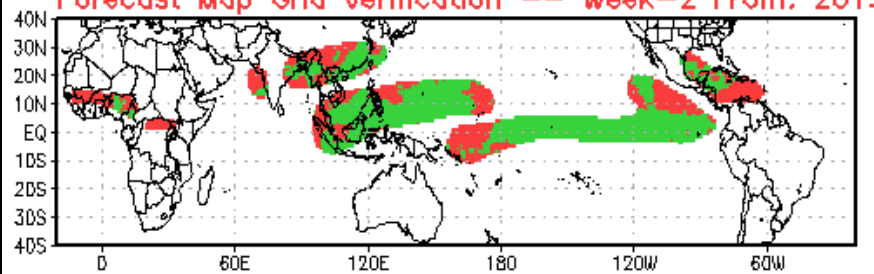 Forecast Map Grid Verification -- Week-2 From: 201
40N
30N
20N
10N
EQ
10S
20S
30S
40S
0 60E 120E 180 120W 60W